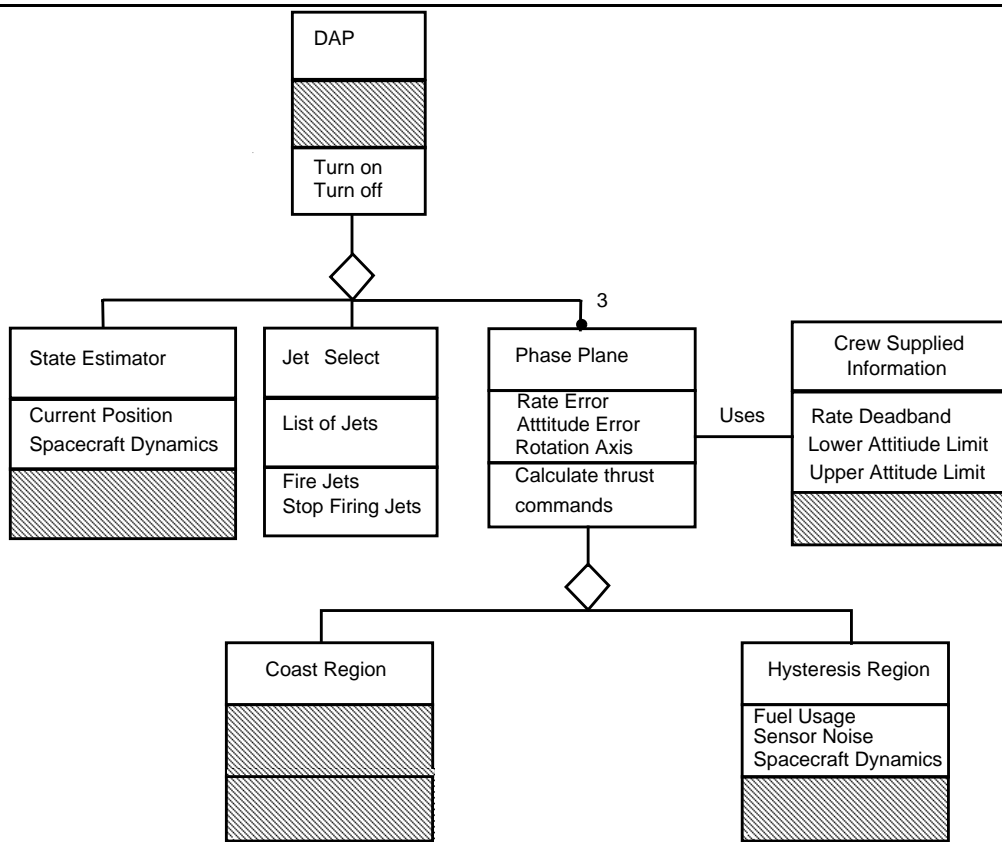 DAP
Turn on
Turn off
3
State Estimator
Current Position
Spacecraft Dynamics
Jet Select
List of Jets
Fire Jets
Stop Firing Jets
Phase Plane
Rate Error
Atttitude Error
Rotation Axis
Calculate thrust
commands
Uses
Crew Supplied
Information
Rate Deadband
Lower Attitiude Limit
Upper Attitude Limit
Coast Region
Hysteresis Region
Fuel Usage
Sensor Noise
Spacecraft Dynamics